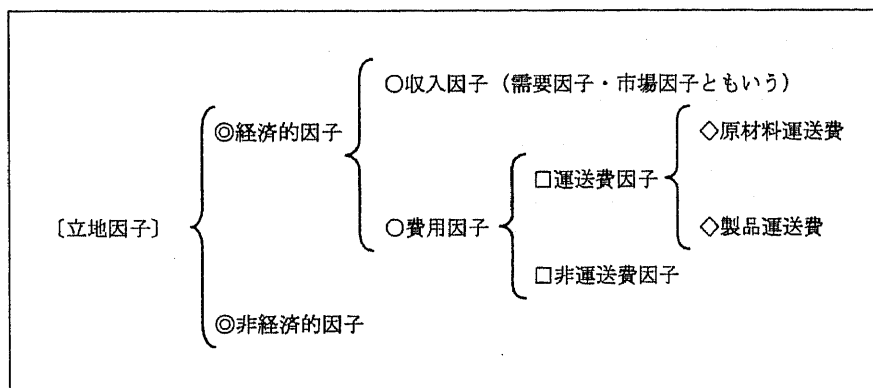 ○収入因子（需要因子・市場因子ともいう）
◎経済的因子
◇原材料運送費
□運送費因子
〔立地因子〕
○費用因子
◇製品運送費
□非運送費因子
◎非経済的因子